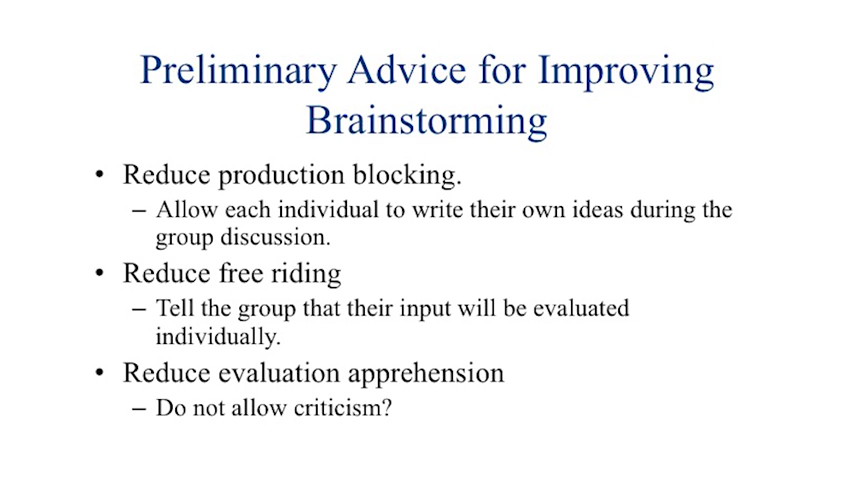 Preliminary Advice for Improving
Brainstorming
• Reduce production blocking.
– Allow each individual to write their own ideas during the
group discussion.
• Reduce free riding
– Tell the group that their input will be evaluated
individually.
• Reduce evaluation apprehension
– Do not allow criticism?